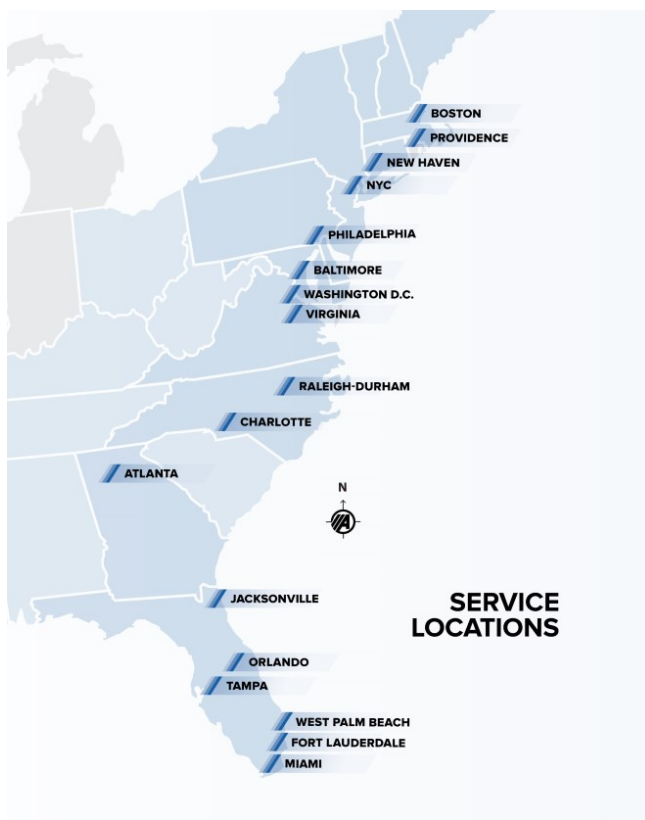 BOSTON
PROVIDENCE
NEW HAVEN
NYC
PHILADELPHIA
BALTIMORE
WASHINGTON D.C.
VIRGINIA
RALEIGH-DURHAM
CHARLOTTE
ATLANTA
N
A
JACKSONVILLE
SERVICE
LOCATIONS
ORLANDO
TAMPA
WEST PALM BEACH
FORT LAUDERDALE
MIAMI